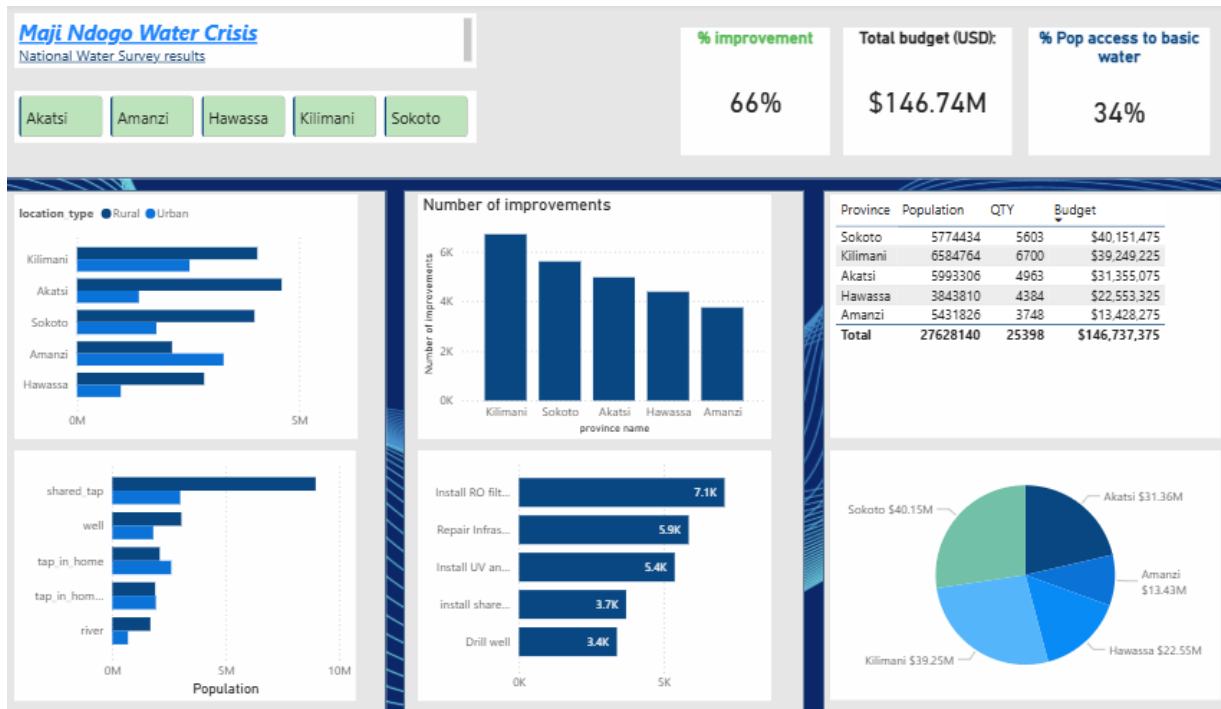 Maji Ndogo Water Crisis
National Water Survey results
% improvement
66%
Total budget (USD):
$146.74M
% Pop access to basic
water
34%
Akatsi
Amanzi
Hawassa
Kilimani
Sokoto
location_type Rural Urban
Kilimani
Akatsi
Sokoto
Amanzi
Hawassa
0M 5M
Number of improvements
Number of improvements
6K
4K
2K
0K
Kilimani Sokoto Akatsi Hawassa Amanzi
province name
Province Population QTY Budget
Sokoto 5774434 5603 $40,151,475
Kilimani 6584764 6700 $39,249,225
Akatsi 5993306 4963 $31,355,075
Hawassa 3843810 4384 $22,553,325
Amanzi 5431826 3748 $13,428,275
Total 27628140 25398 $146,737,375
shared_tap
well
tap_in_home
tap_in_hom...
river
0M 5M 10M
Population
Install RO filt... 7.1K
Repair Infras... 5.9K
Install UV an... 5.4K
install share... 3.7K
Drill well 3.4K
0K 5K
Sokoto $40.15M
Akatsi $31.36M
Amanzi
$13.43M
Hawassa $22.55M
Kilimani $39.25M